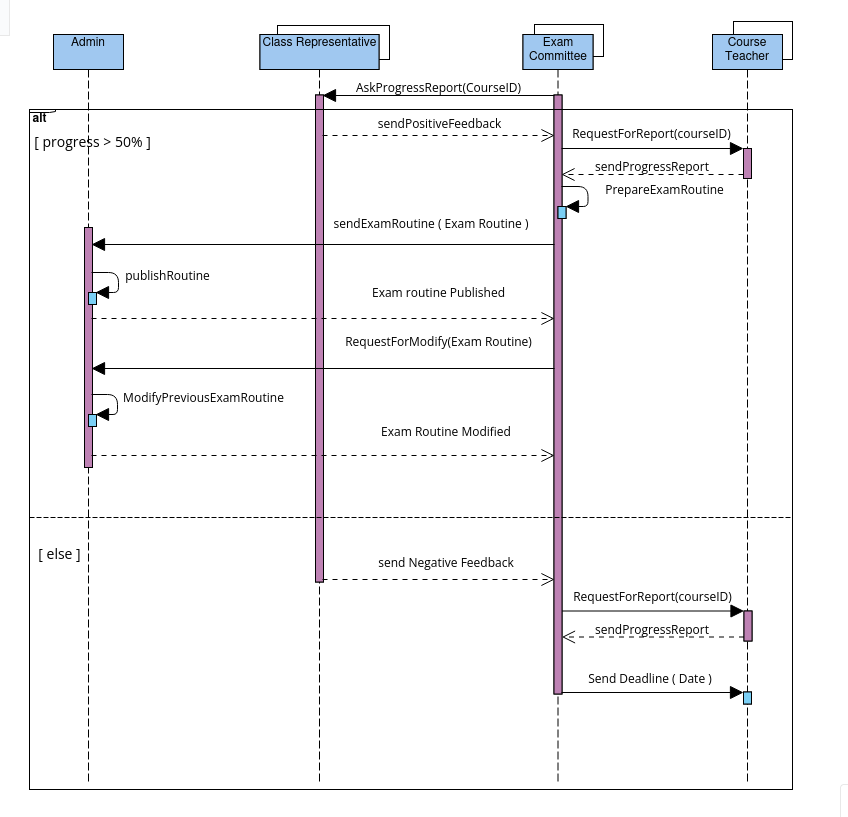 Admin
Class Representative
Exam
Committee
Course
Teacher
AskProgressReport(CourseID)
alt
[ progress > 50% ]
sendPositiveFeedback
RequestForReport(courseID)
sendProgressReport
PrepareExamRoutine
sendExamRoutine ( Exam Routine )
publishRoutine
Exam routine Published
RequestForModify(Exam Routine)
ModifyPreviousExamRoutine
Exam Routine Modified
[ else ]
send Negative Feedback
RequestForReport(courseID)
sendProgressReport
Send Deadline ( Date )